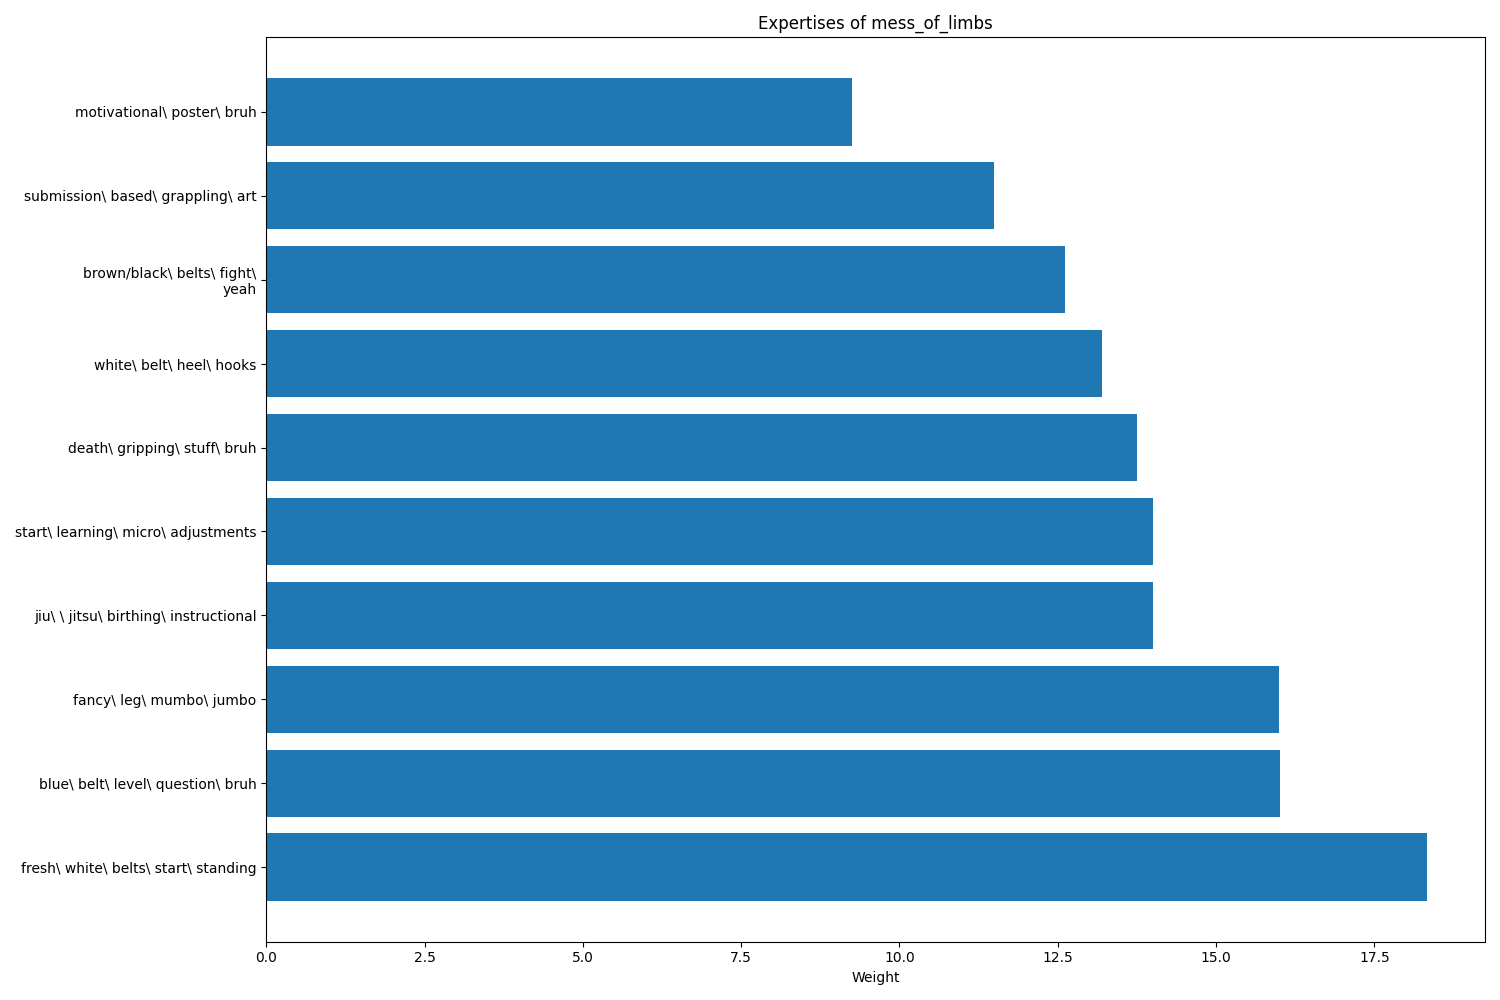 Expertises of mess_of_limbs
motivational\ poster\ bruh
submission\ based\ grappling\ art
brown/black\ belts\ fight\
yeah
white\ belt\ heel\ hooks
death\ gripping\ stuff\ bruh
start\ learning\ micro\ adjustments
jiu\ \ jitsu\ birthing\ instructional
fancy\ leg\ mumbo\ jumbo
blue\ belt\ level\ question\ bruh
fresh\ white\ belts\ start\ standing
0.0 2.5 5.0 7.5 10.0 12.5 15.0 17.5
Weight